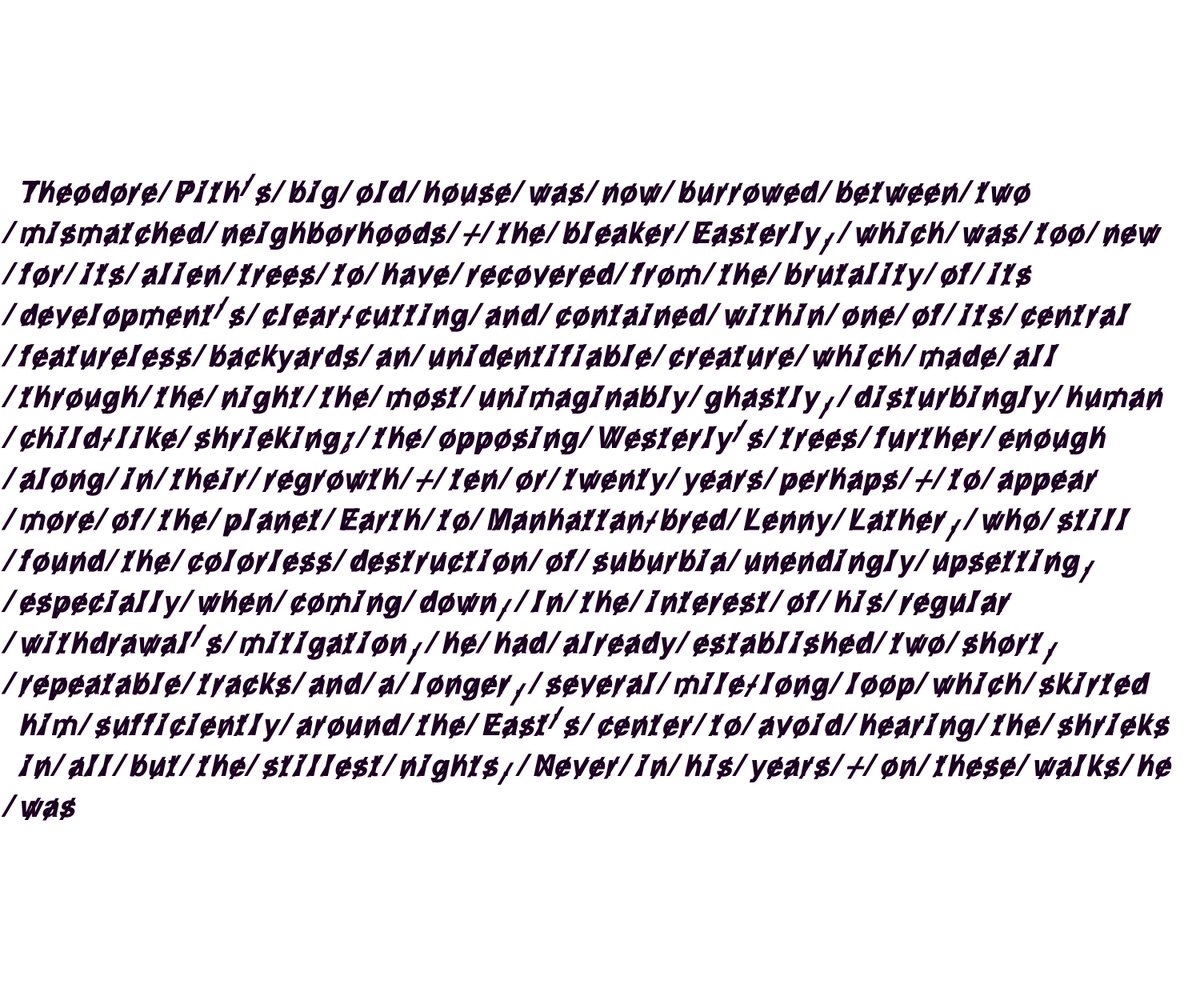 Theodore Pith's big old house was now burrowed between two
mismatched neighborhoods – the bleaker Easterly, which was too new
for its alien trees to have recovered from the brutality of its
development's clear-cutting and contained within one of its central
featureless backyards an unidentifiable creature which made all
through the night the most unimaginably ghastly, disturbingly human
child-like shrieking; the opposing Westerly's trees further enough
along in their regrowth – ten or twenty years perhaps – to appear
more of the planet Earth to Manhattan-bred Lenny Lather, who still
found the colorless destruction of suburbia unendingly upsetting,
especially when coming down. In the interest of his regular
withdrawal's mitigation, he had already established two short,
repeatable tracks and a longer, several mile-long loop which skirted
him sufficiently around the East's center to avoid hearing the shrieks
in all but the stillest nights. Never in his years – on these walks he
was